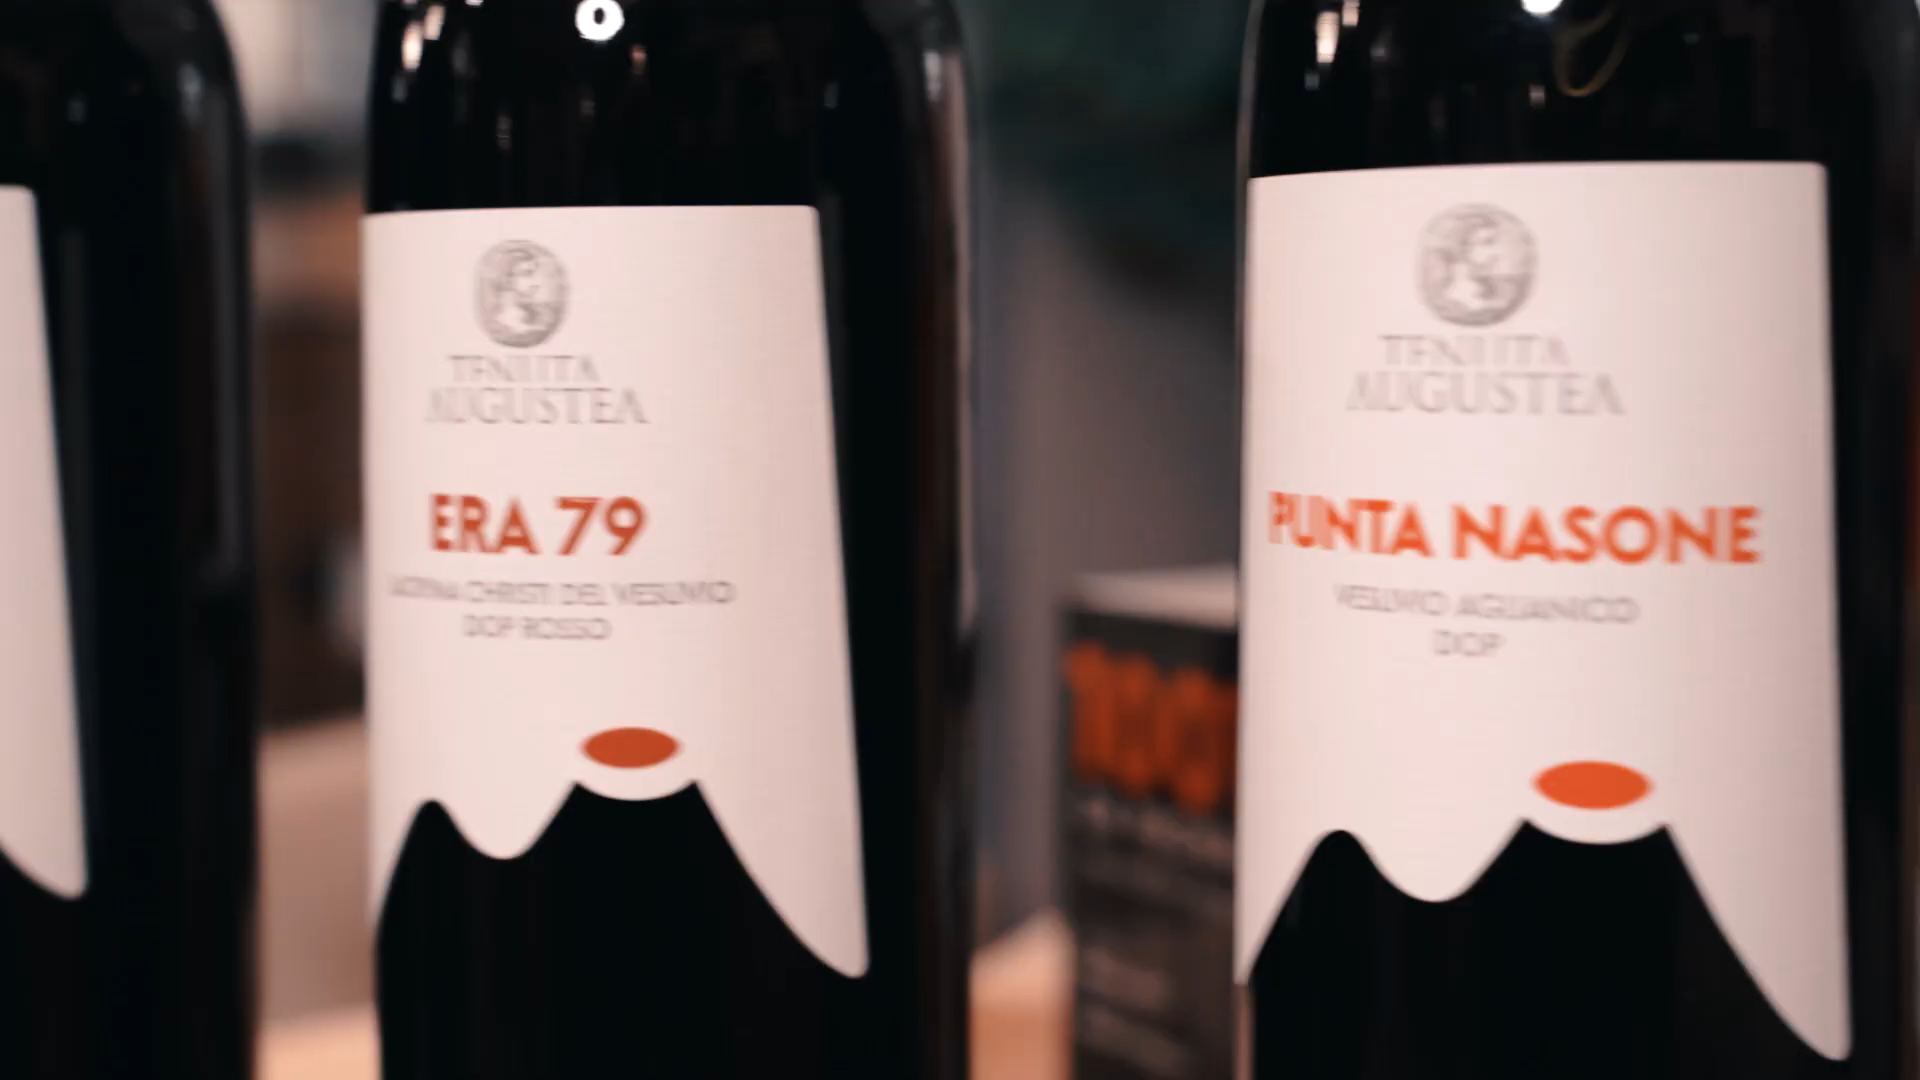 TENUTA
AUGUSTEA
ERA 79
LACRYMA CHRISTI DEL VESUVIO
DOP ROSSO
TENUTA
AUGUSTEA
PUNTA NASONE
VESUVIO AGLIANICO
DOP